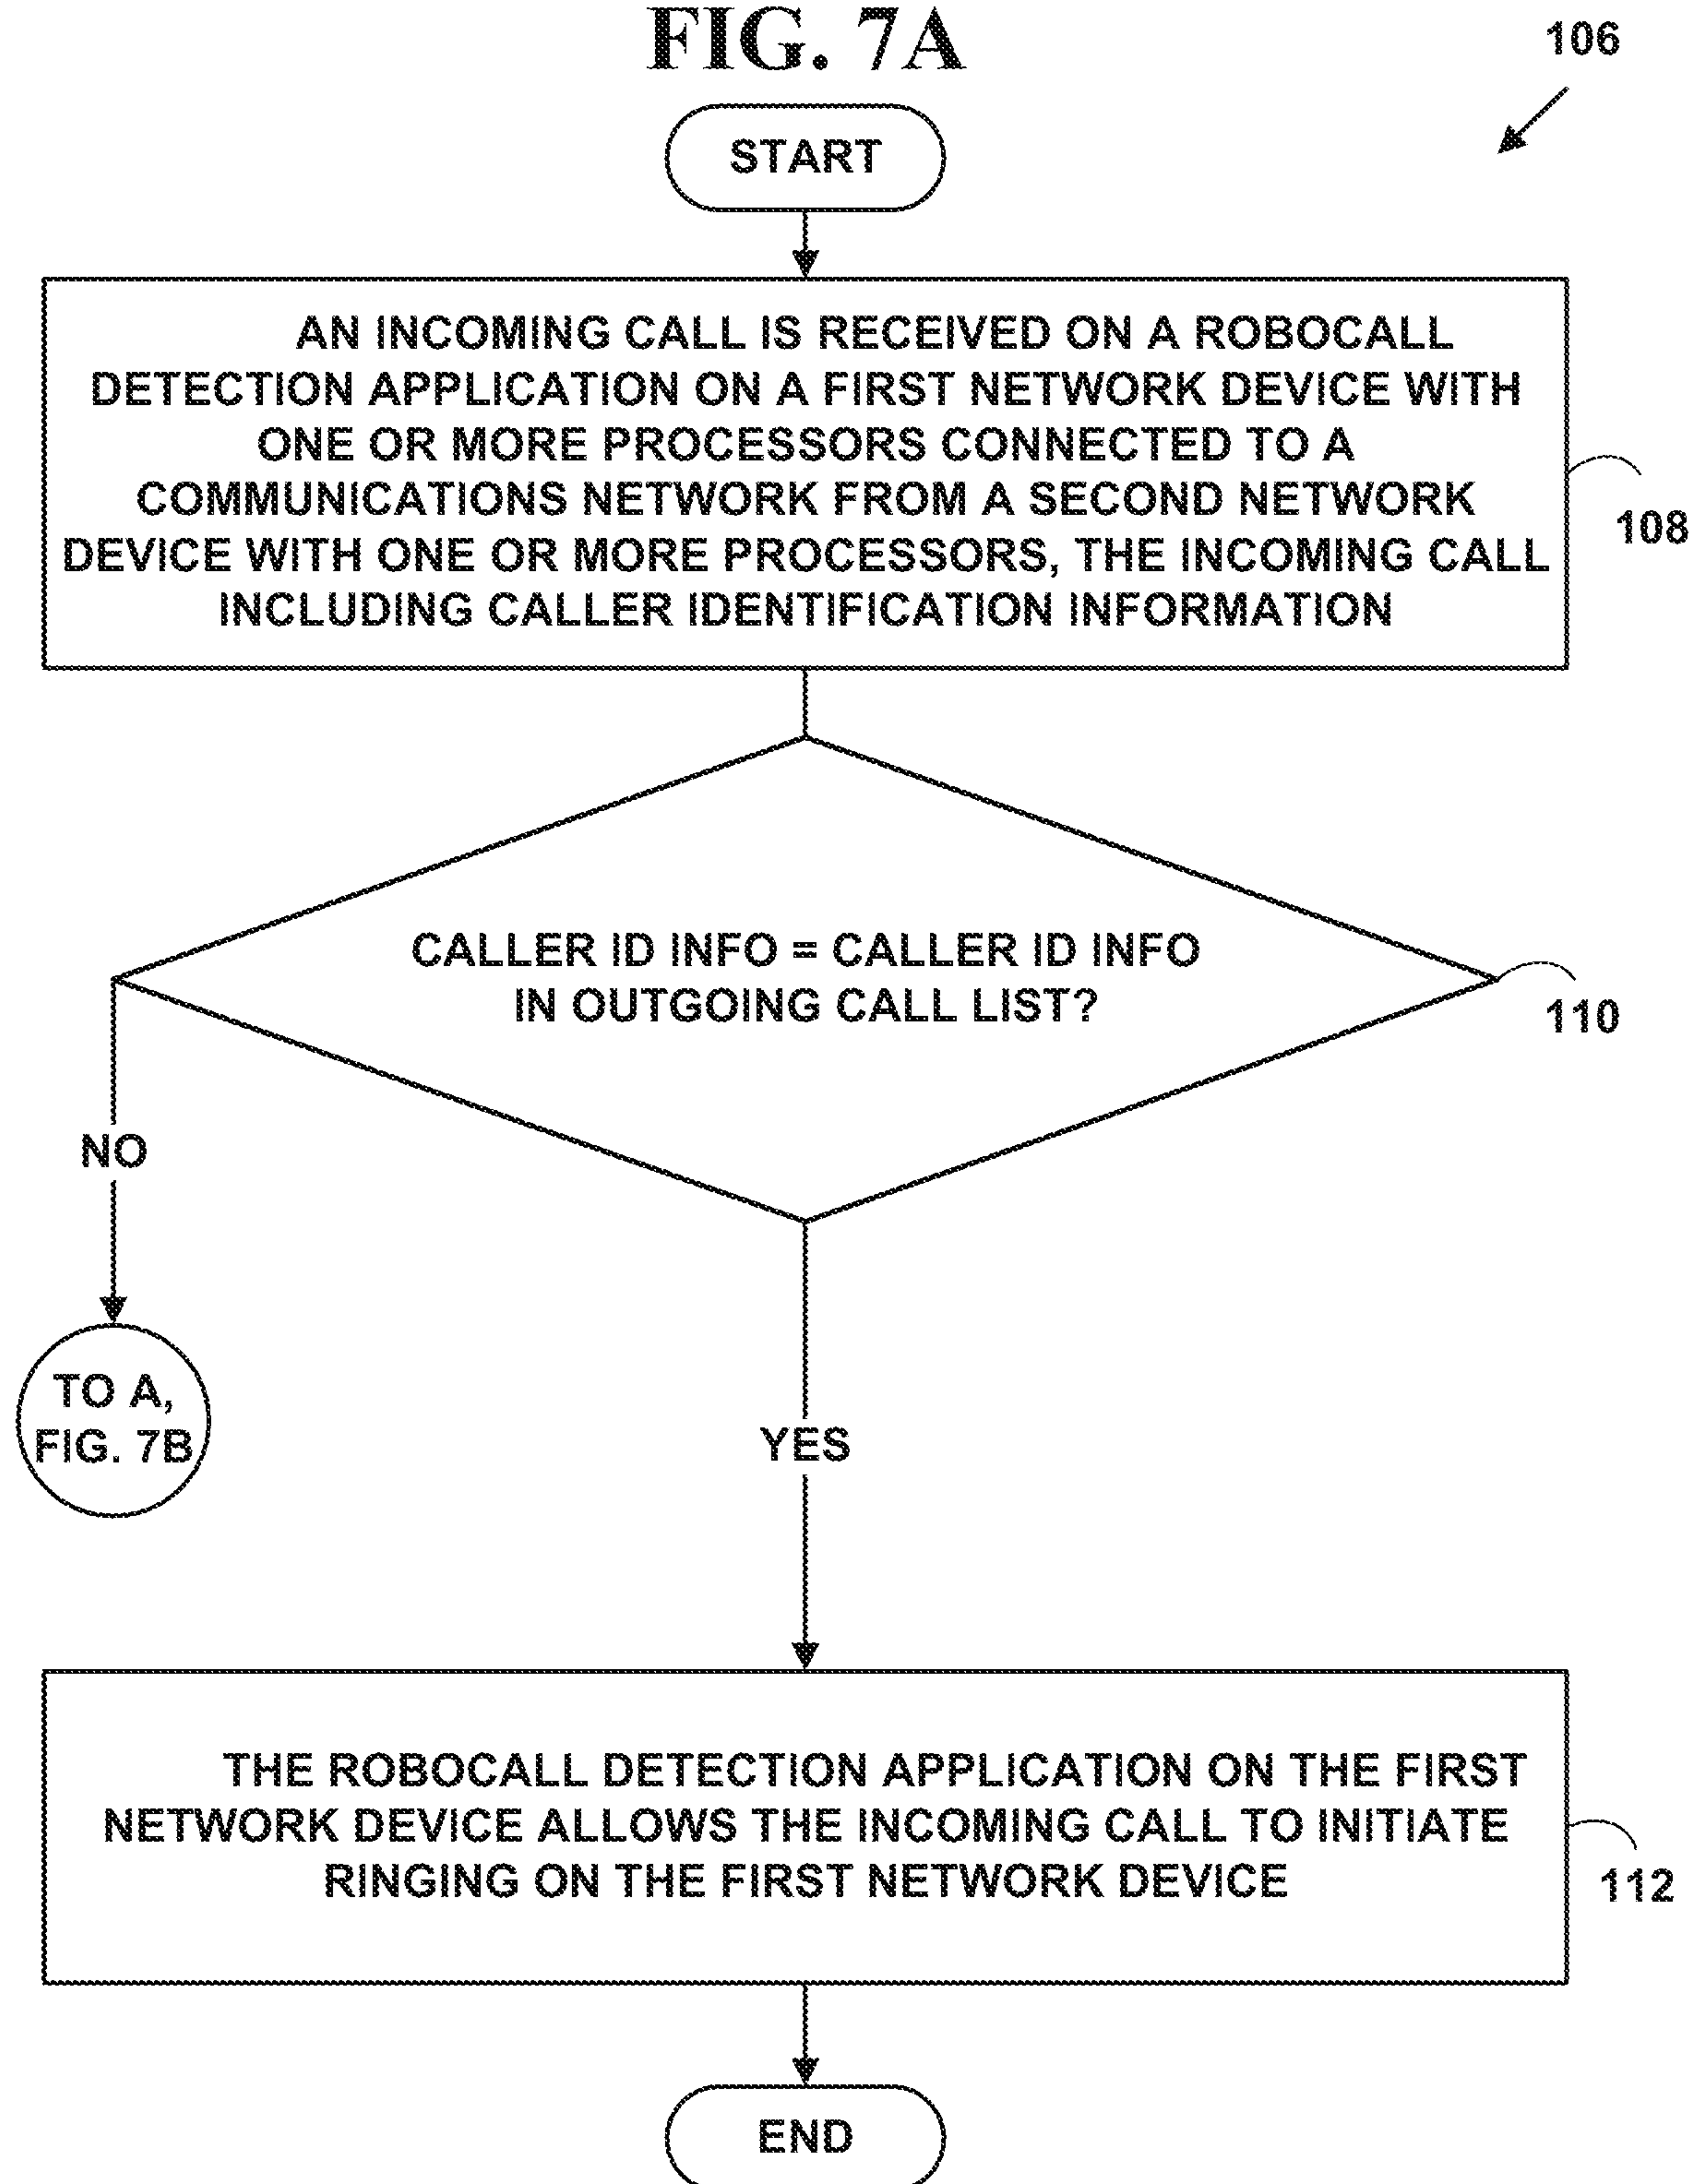 FIG. 7A
106
START
AN INCOMING CALL IS RECEIVED ON A ROBOCALL
DETECTION APPLICATION ON A FIRST NETWORK DEVICE WITH
ONE OR MORE PROCESSORS CONNECTED TO A
COMMUNICATIONS NETWORK FROM A SECOND NETWORK
DEVICE WITH ONE OR MORE PROCESSORS, THE INCOMING CALL
INCLUDING CALLER IDENTIFICATION INFORMATION
108
CALLER ID INFO = CALLER ID INFO
IN OUTGOING CALL LIST?
110
NO
TO A,
FIG. 7B
YES
THE ROBOCALL DETECTION APPLICATION ON THE FIRST
NETWORK DEVICE ALLOWS THE INCOMING CALL TO INITIATE
RINGING ON THE FIRST NETWORK DEVICE
112
END